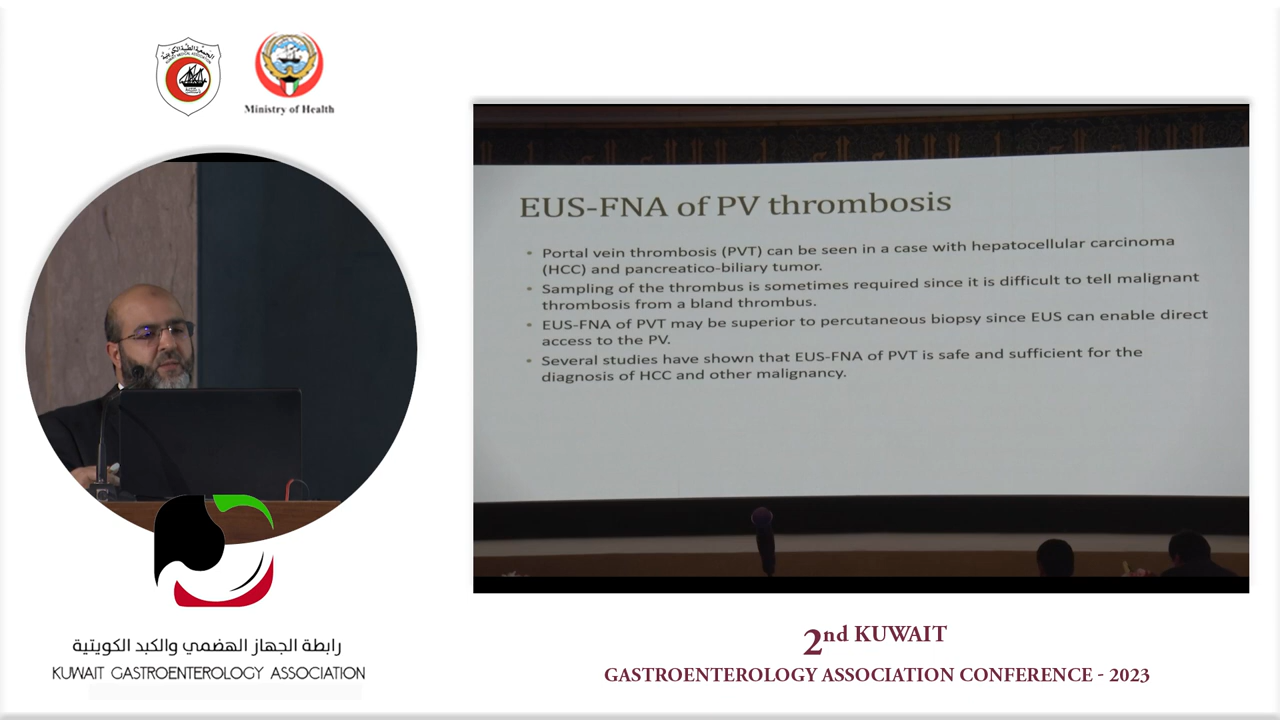 الجمعية الطبية الكويتية
Ministry of Health
EUS-FNA of PV thrombosis
• Portal vein thrombosis (PVT) can be seen in a case with hepatocellular carcinoma
(HCC) and pancreatico-biliary tumor.
• Sampling of the thrombus is sometimes required since it is difficult to tell malignant
thrombosis from a bland thrombus.
• EUS-FNA of PVT may be superior to percutaneous biopsy since EUS can enable direct
access to the PV.
• Several studies have shown that EUS-FNA of PVT is safe and sufficient for the
diagnosis of HCC and other malignancy.
رابطة الجهاز الهضمي والكبد الكويتية
KUWAIT GASTROENTEROLOGY ASSOCIATION
2nd KUWAIT
GASTROENTEROLOGY ASSOCIATION CONFERENCE - 2023